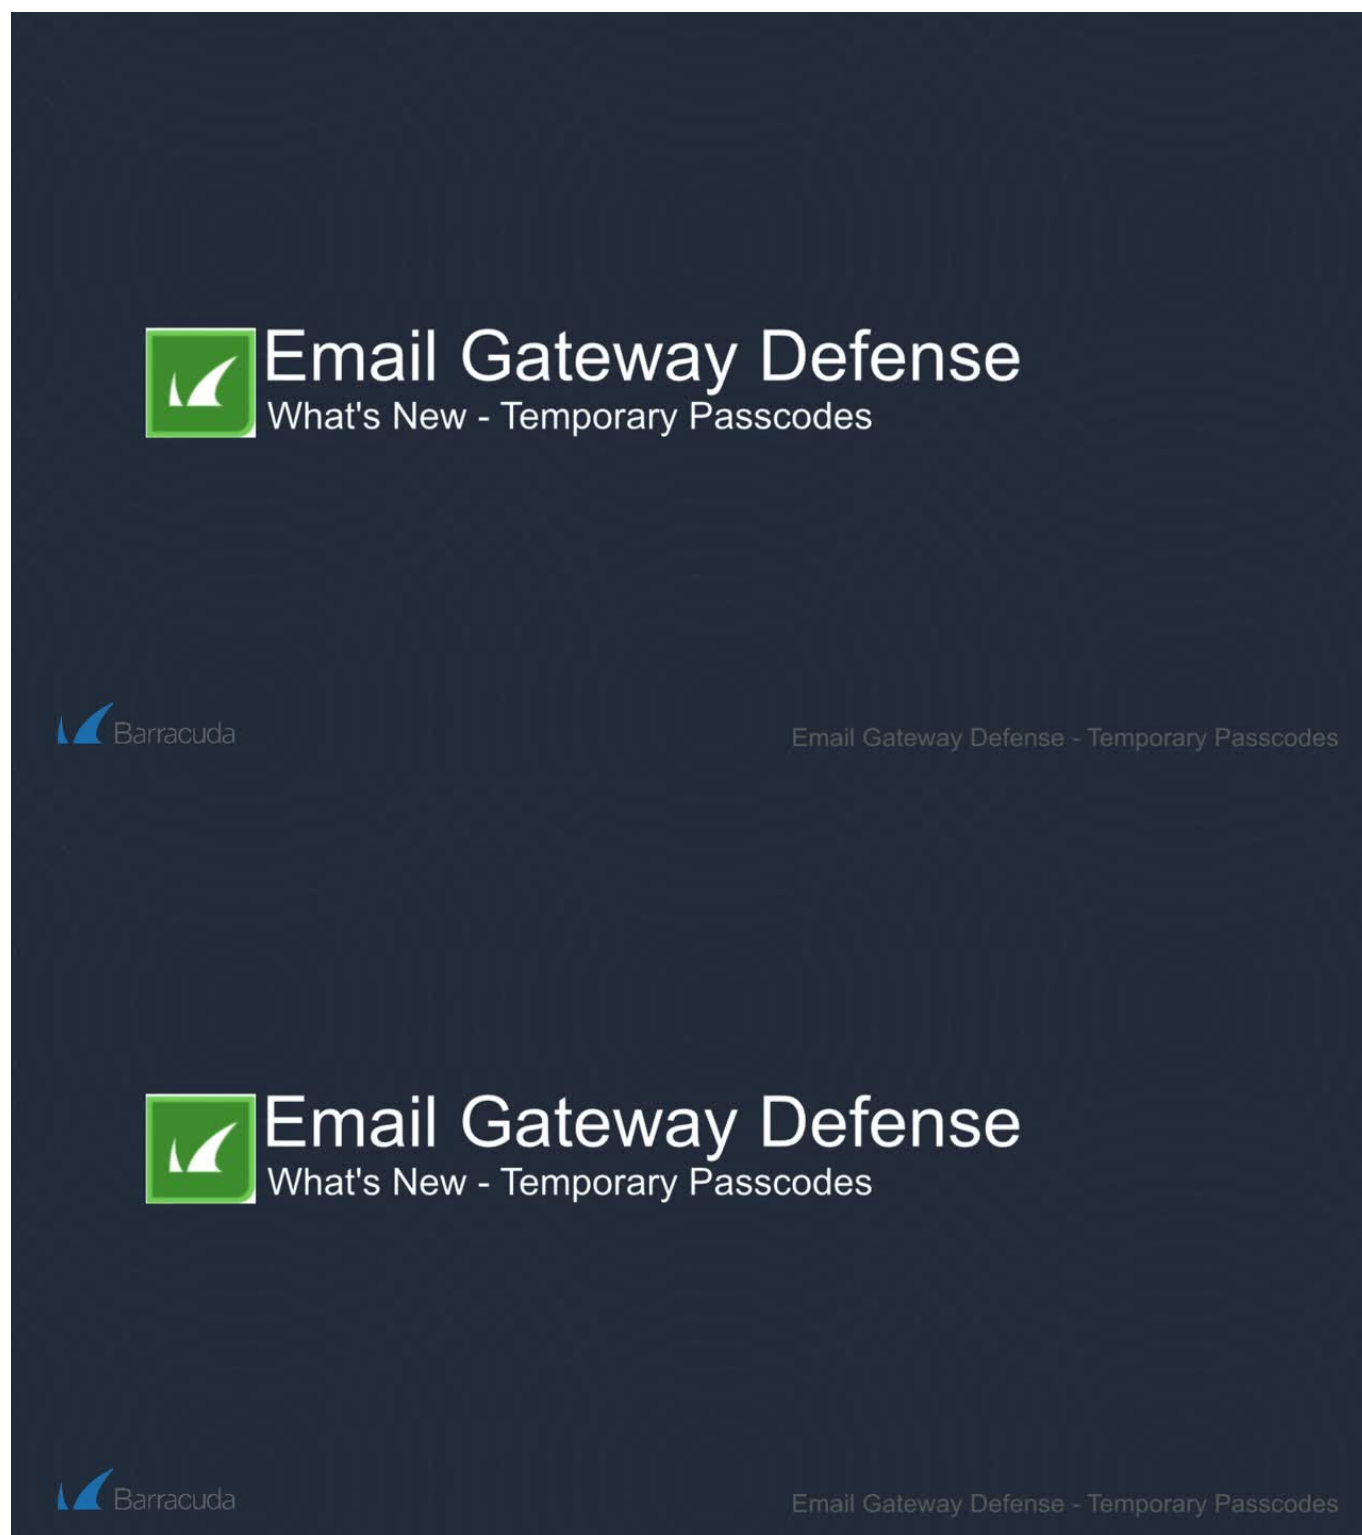 Email Gateway Defense
What's New - Temporary Passcodes
Barracuda
Email Gateway Defense - Temporary Passcodes
Email Gateway Defense
What's New - Temporary Passcodes
Barracuda
Email Gateway Defense - Temporary Passcodes